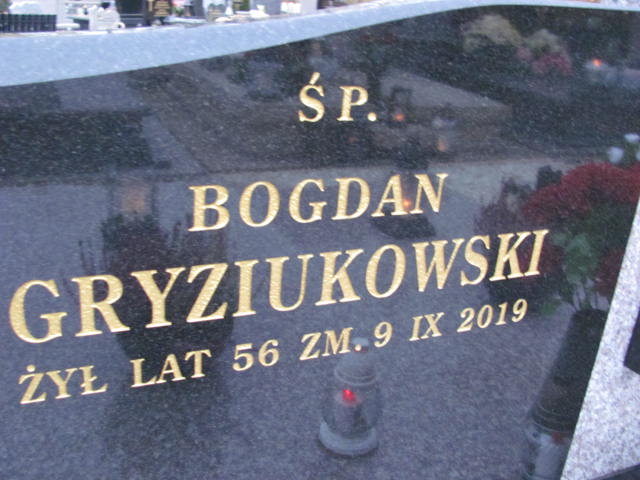 ŚP.
BOGDAN
GRYZIUKOWSKI
ŻYŁ LAT 56 ZM. 9 IX 2019